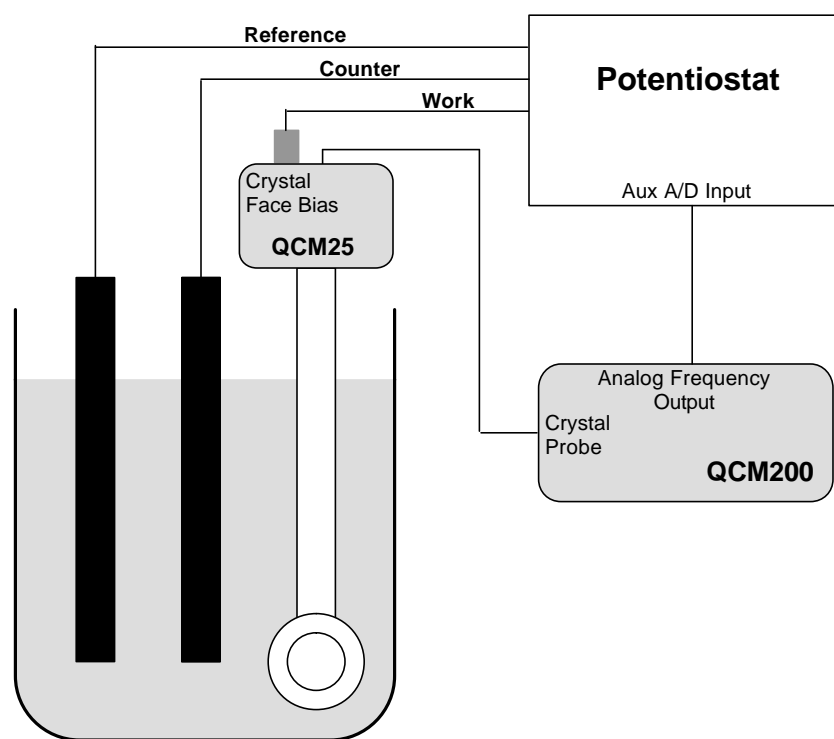 Reference
Counter
Work
Potentiostat
Aux A/D Input
Crystal
Face Bias
QCM25
Analog Frequency
Output
Crystal
Probe
QCM200